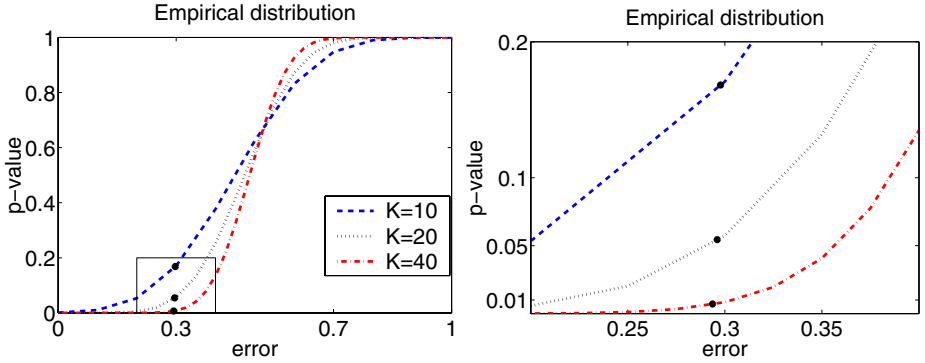 Empirical distribution
1
0.8
0.6
0.4
0.2
0
p-value
0
0.3
0.7
1
error
K=10
K=20
K=40
Empirical distribution
0.2
0.1
0.05
0.01
p-value
0.25
0.3
0.35
error